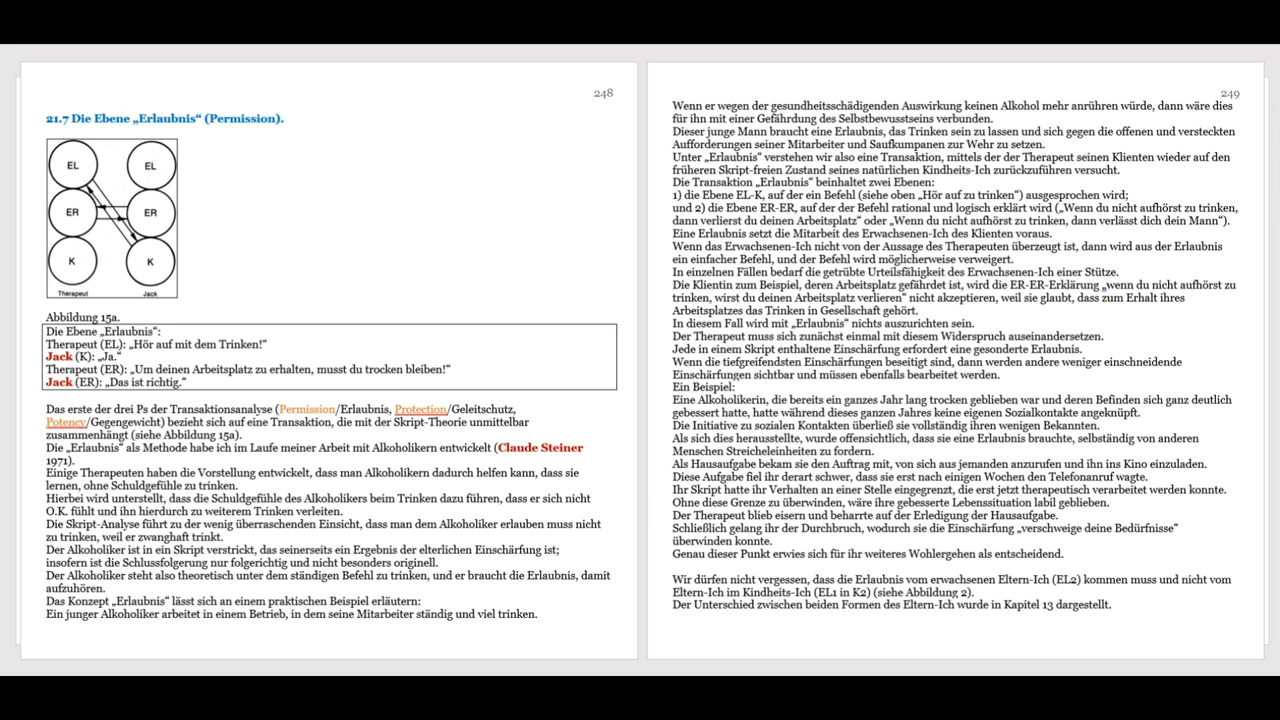 248
21.7 Die Ebene „Erlaubnis“ (Permission).
EL EL
ER ER
K K
Therapeut Jack
Abbildung 15a.
Die Ebene „Erlaubnis“:
Therapeut (EL): „Hör auf mit dem Trinken!“
Jack (K): „Ja.“
Therapeut (ER): „Um deinen Arbeitsplatz zu erhalten, musst du trocken bleiben!“
Jack (ER): „Das ist richtig.“
Das erste der drei Ps der Transaktionsanalyse (Permission/Erlaubnis, Protection/Geleitschutz,
Potency/Gegengewicht) bezieht sich auf eine Transaktion, die mit der Skript-Theorie unmittelbar
zusammenhängt (siehe Abbildung 15a).
Die „Erlaubnis“ als Methode habe ich im Laufe meiner Arbeit mit Alkoholikern entwickelt (Claude Steiner
1971).
Einige Therapeuten haben die Vorstellung entwickelt, dass man Alkoholikern dadurch helfen kann, dass sie
lernen, ohne Schuldgefühle zu trinken.
Hierbei wird unterstellt, dass die Schuldgefühle des Alkoholikers beim Trinken dazu führen, dass er sich nicht
O.K. fühlt und ihn hierdurch zu weiterem Trinken verleiten.
Die Skript-Analyse führt zu der wenig überraschenden Einsicht, dass man dem Alkoholiker erlauben muss nicht
zu trinken, weil er zwanghaft trinkt.
Der Alkoholiker ist in ein Skript verstrickt, das seinerseits ein Ergebnis der elterlichen Einschärfung ist;
insofern ist die Schlussfolgerung nur folgerichtig und nicht besonders originell.
Der Alkoholiker steht also theoretisch unter dem ständigen Befehl zu trinken, und er braucht die Erlaubnis, damit
aufzuhören.
Das Konzept „Erlaubnis“ lässt sich an einem praktischen Beispiel erläutern:
Ein junger Alkoholiker arbeitet in einem Betrieb, in dem seine Mitarbeiter ständig und viel trinken.
249
Wenn er wegen der gesundheitsschädigenden Auswirkung keinen Alkohol mehr anrühren würde, dann wäre dies
für ihn mit einer Gefährdung des Selbstbewusstseins verbunden.
Dieser junge Mann braucht eine Erlaubnis, das Trinken sein zu lassen und sich gegen die offenen und versteckten
Aufforderungen seiner Mitarbeiter und Saufkumpanen zur Wehr zu setzen.
Unter „Erlaubnis“ verstehen wir also eine Transaktion, mittels der der Therapeut seinen Klienten wieder auf den
früheren Skript-freien Zustand seines natürlichen Kindheits-Ich zurückzuführen versucht.
Die Transaktion „Erlaubnis“ beinhaltet zwei Ebenen:
1) die Ebene EL-K, auf der ein Befehl (siehe oben „Hör auf zu trinken“) ausgesprochen wird;
und 2) die Ebene ER-ER, auf der der Befehl rational und logisch erklärt wird („Wenn du nicht aufhörst zu trinken,
dann verlierst du deinen Arbeitsplatz“ oder „Wenn du nicht aufhörst zu trinken, dann verlässt dich dein Mann“).
Eine Erlaubnis setzt die Mitarbeit des Erwachsenen-Ich des Klienten voraus.
Wenn das Erwachsenen-Ich nicht von der Aussage des Therapeuten überzeugt ist, dann wird aus der Erlaubnis
ein einfacher Befehl, und der Befehl wird möglicherweise verweigert.
In einzelnen Fällen bedarf die getrübte Urteilsfähigkeit des Erwachsenen-Ich einer Stütze.
Die Klientin zum Beispiel, deren Arbeitsplatz gefährdet ist, wird die ER-ER-Erklärung „wenn du nicht aufhörst zu
trinken, wirst du deinen Arbeitsplatz verlieren“ nicht akzeptieren, weil sie glaubt, dass zum Erhalt ihres
Arbeitsplatzes das Trinken in Gesellschaft gehört.
In diesem Fall wird mit „Erlaubnis“ nichts auszurichten sein.
Der Therapeut muss sich zunächst einmal mit diesem Widerspruch auseinandersetzen.
Jede in einem Skript enthaltene Einschärfung erfordert eine gesonderte Erlaubnis.
Wenn die tiefgreifendsten Einschärfungen beseitigt sind, dann werden andere weniger einschneidende
Einschärfungen sichtbar und müssen ebenfalls bearbeitet werden.
Ein Beispiel:
Eine Alkoholikerin, die bereits ein ganzes Jahr lang trocken geblieben war und deren Befinden sich ganz deutlich
gebessert hatte, hatte während dieses ganzen Jahres keine eigenen Sozialkontakte angeknüpft.
Die Initiative zu sozialen Kontakten überließ sie vollständig ihren wenigen Bekannten.
Als sich dies herausstellte, wurde offensichtlich, dass sie eine Erlaubnis brauchte, selbständig von anderen
Menschen Streicheleinheiten zu fordern.
Als Hausaufgabe bekam sie den Auftrag mit, von sich aus jemanden anzurufen und ihn ins Kino einzuladen.
Diese Aufgabe fiel ihr derart schwer, dass sie erst nach einigen Wochen den Telefonanruf wagte.
Ihr Skript hatte ihr Verhalten an einer Stelle eingegrenzt, die erst jetzt therapeutisch verarbeitet werden konnte.
Ohne diese Grenze zu überwinden, wäre ihre gebesserte Lebenssituation labil geblieben.
Der Therapeut blieb eisern und beharrte auf der Erledigung der Hausaufgabe.
Schließlich gelang ihr der Durchbruch, wodurch sie die Einschärfung „verschweige deine Bedürfnisse“
überwinden konnte.
Genau dieser Punkt erwies sich für ihr weiteres Wohlergehen als entscheidend.
Wir dürfen nicht vergessen, dass die Erlaubnis vom erwachsenen Eltern-Ich (EL2) kommen muss und nicht vom
Eltern-Ich im Kindheits-Ich (EL1 in K2) (siehe Abbildung 2).
Der Unterschied zwischen beiden Formen des Eltern-Ich wurde in Kapitel 13 dargestellt.